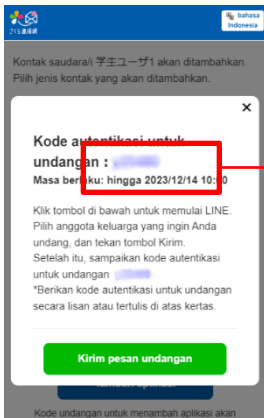 さくら連絡網
bahasa
Indonesia
Kontak saudara/i 学生ユーザ1 akan ditambahkan.
Pilih jenis kontak yang akan ditambahkan.
×
Kode autentikasi untuk
undangan :
Masa berlaku: hingga 2023/12/14 10:00
Klik tombol di bawah untuk memulai LINE.
Pilih anggota keluarga yang ingin Anda
undang, dan tekan tombol Kirim.
Setelah itu, sampaikan kode autentikasi
untuk undangan
*Berikan kode autentikasi untuk undangan
secara lisan atau tertulis di atas kertas.
Kirim pesan undangan
Kode undangan untuk menambah aplikasi akan